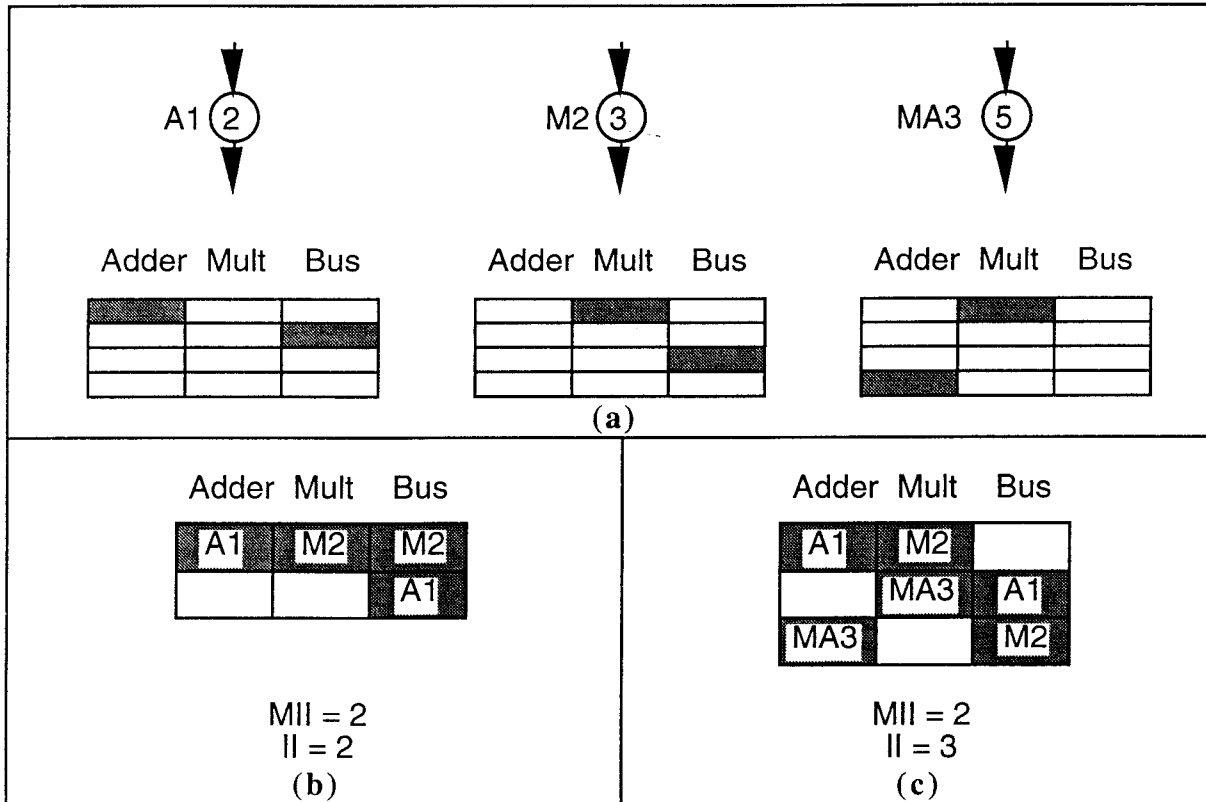 A1 2 M2 3 MA3 5
Adder Mult Bus Adder Mult Bus Adder Mult Bus
(a)
Adder Mult Bus
A1 M2 M2
A1
MII = 2
II = 2
(b)
Adder Mult Bus
A1 M2
MA3 A1
MA3 M2
MII = 2
II = 3
(c)